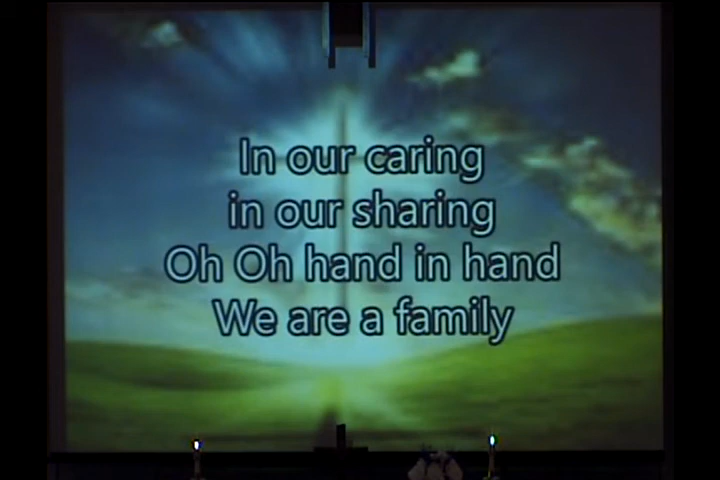 In our caring
in our sharing
Oh Oh hand in hand
We are a family